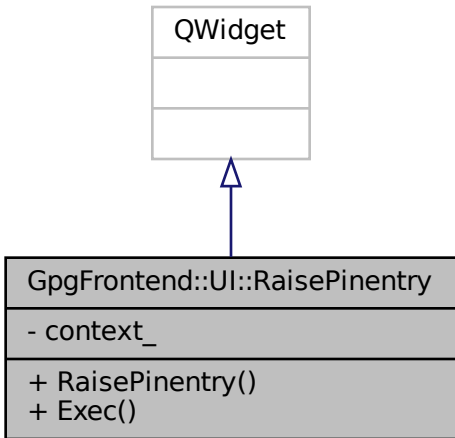 QWidget
GpgFrontend::UI::RaisePinentry
- context_
+ RaisePinentry()
+ Exec()